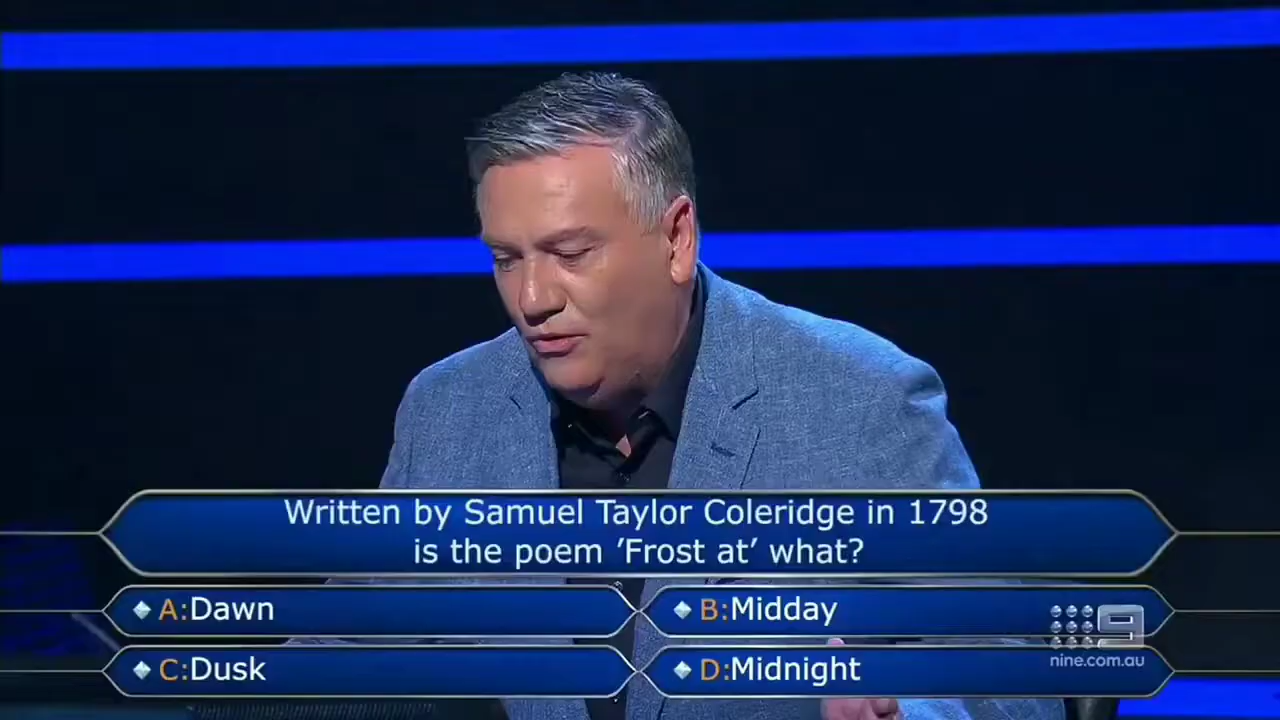 Written by Samuel Taylor Coleridge in 1798
is the poem ’Frost at’ what?
A:Dawn
B:Midday
C:Dusk
D:Midnight
9
nine.com.au